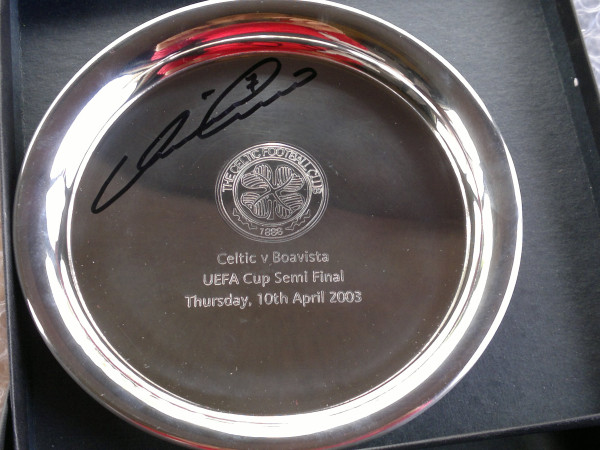 THE CELTIC FOOTBALL CLUB
1888
Celtic v Boavista
UEFA Cup Semi Final
Thursday, 10th April 2003